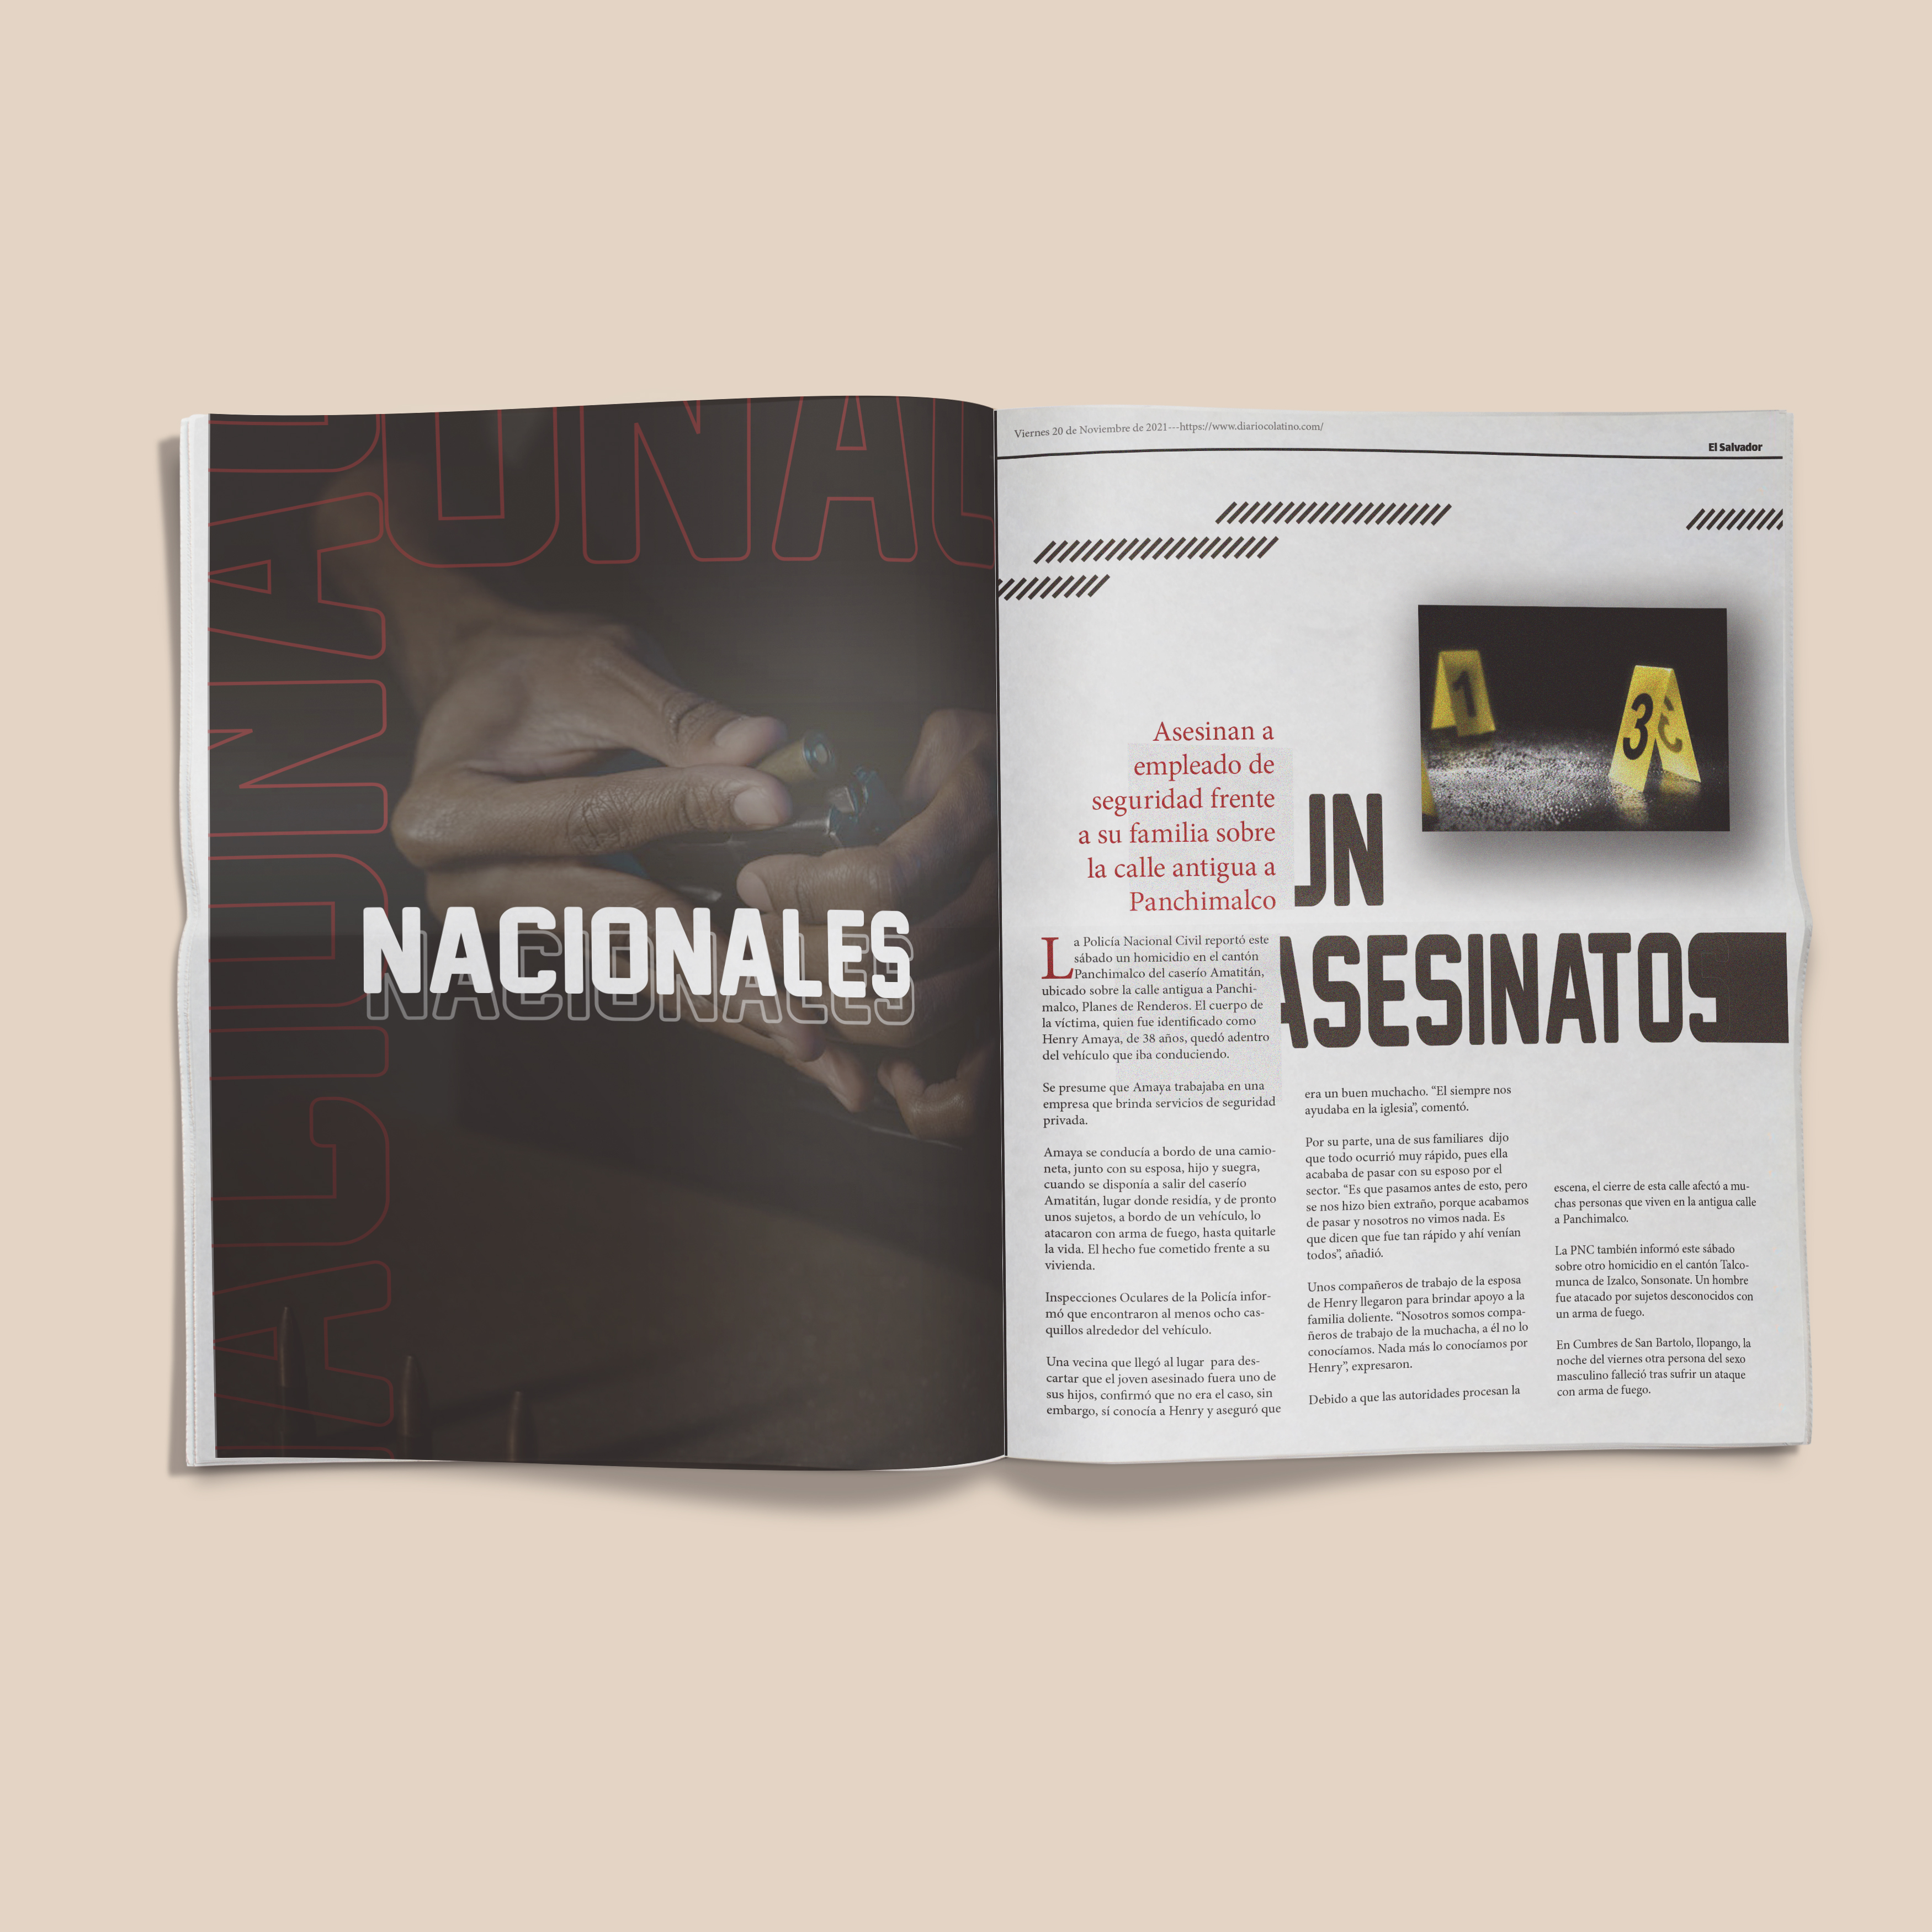 NACIONALES
NACIONALES
Viernes 20 de Noviembre de 2021---https://www.diariocolatino.com/
El Salvador
1
3
Asesinan a
empleado de
seguridad frente
a su familia sobre
la calle antigua a
Panchimalco
UN
ASESINATOS
La Policía Nacional Civil reportó este
sábado un homicidio en el cantón
Panchimalco del caserío Amatitán,
ubicado sobre la calle antigua a Panchi-
malco, Planes de Renderos. El cuerpo de
la víctima, quien fue identificado como
Henry Amaya, de 38 años, quedó adentro
del vehículo que iba conduciendo.
Se presume que Amaya trabajaba en una
empresa que brinda servicios de seguridad
privada.
Amaya se conducía a bordo de una camio-
neta, junto con su esposa, hijo y suegra,
cuando se disponía a salir del caserío
Amatitán, lugar donde residía, y de pronto
unos sujetos, a bordo de un vehículo, lo
atacaron con arma de fuego, hasta quitarle
la vida. El hecho fue cometido frente a su
vivienda.
Inspecciones Oculares de la Policía infor-
mó que encontraron al menos ocho cas-
quillos alrededor del vehículo.
Una vecina que llegó al lugar para des-
cartar que el joven asesinado fuera uno de
sus hijos, confirmó que no era el caso, sin
embargo, si conocía a Henry y aseguró que
era un buen muchacho. “El siempre nos
ayudaba en la iglesia”, comentó.
Por su parte, una de sus familiares dijo
que todo ocurrió muy rápido, pues ella
acababa de pasar con su esposo por el
sector. “Es que pasamos antes de esto, pero
se nos hizo bien extraño, porque acabamos
de pasar y nosotros no vimos nada. Es
que dicen que fue tan rápido y ahí venían
todos”, añadió.
Unos compañeros de trabajo de la esposa
de Henry llegaron para brindar apoyo a la
familia doliente. “Nosotros somos compa-
ñeros de trabajo de la muchacha, a él no lo
conocíamos. Nada más lo conocíamos por
Henry”, expresaron.
Debido a que las autoridades procesan la
escena, el cierre de esta calle afectó a mu-
chas personas que viven en la antigua calle
a Panchimalco.
La PNC también informó este sábado
sobre otro homicidio en el cantón Talco-
munca de Izalco, Sonsonate. Un hombre
fue atacado por sujetos desconocidos con
un arma de fuego.
En Cumbres de San Bartolo, Ilopango, la
noche del viernes otra persona del sexo
masculino falleció tras sufrir un ataque
con arma de fuego.